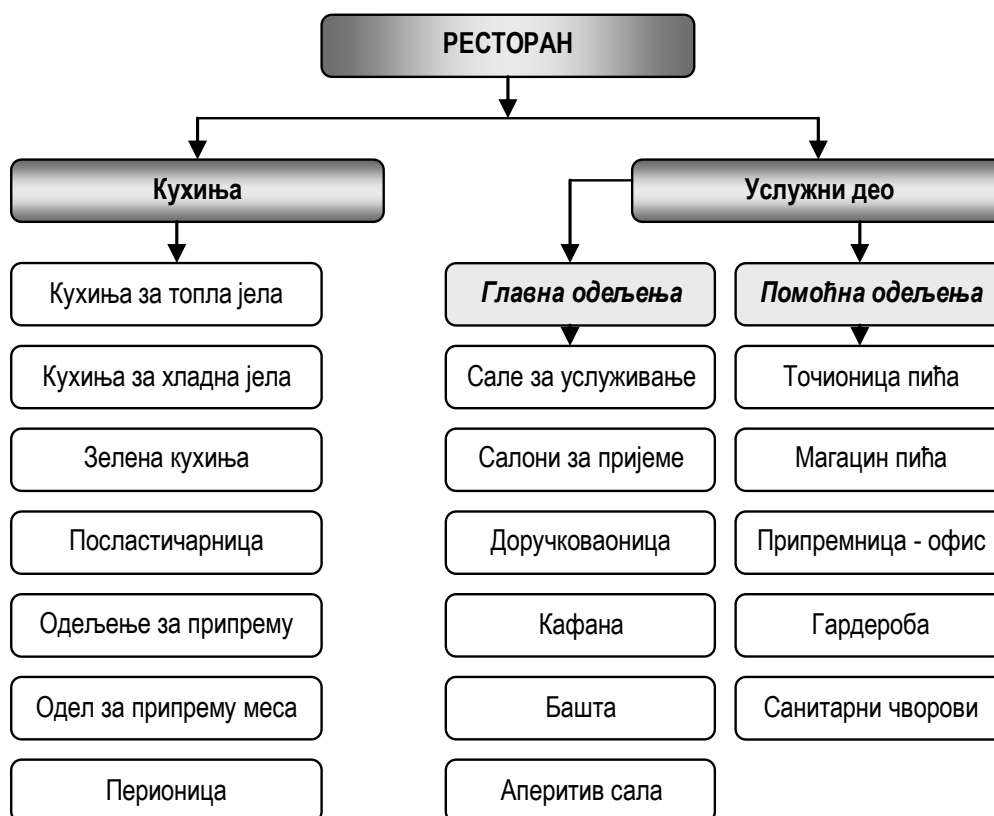 РЕСТОРАН
Кухиња
Услужни део
Кухиња за топла јела
Главна одељења
Помоћна одељења
Кухиња за хладна јела
Сале за услуживање
Точионица пића
Зелена кухиња
Салони за пријеме
Магацин пића
Посластичарница
Доручковаоница
Припремница - офис
Одељење за припрему
Кафана
Гардероба
Одел за припрему меса
Башта
Санитарни чворови
Перионица
Аперитив сала